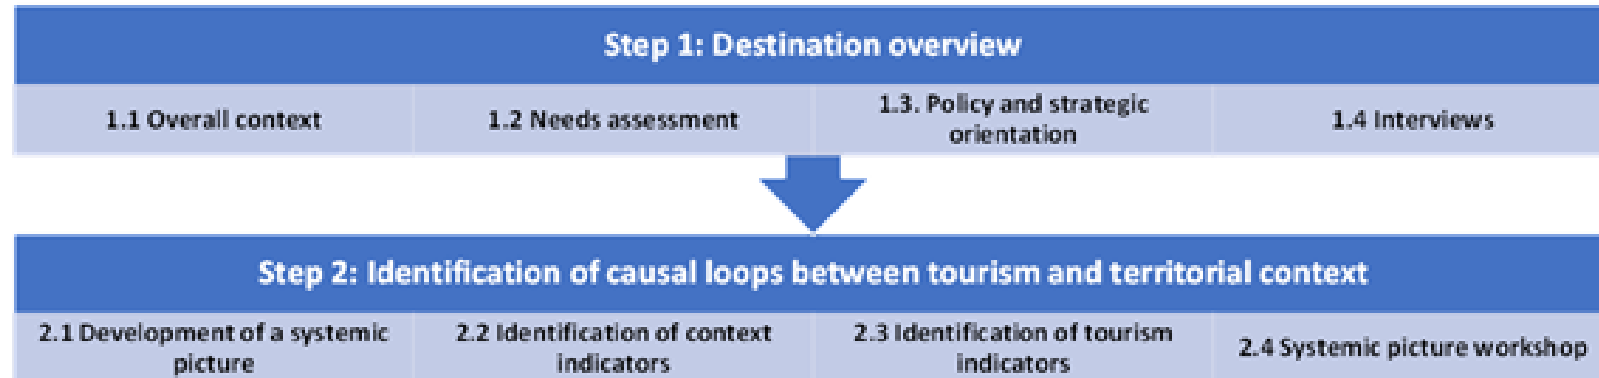 Step 1: Destination overview
1.1 Overall context
1.2 Needs assessment
1.3. Policy and strategic
orientation
1.4 Interviews
Step 2: Identification of causal loops between tourism and territorial context
2.1 Development of a systemic
picture
2.2 Identification of context
indicators
2.3 Identification of tourism
indicators
2.4 Systemic picture workshop